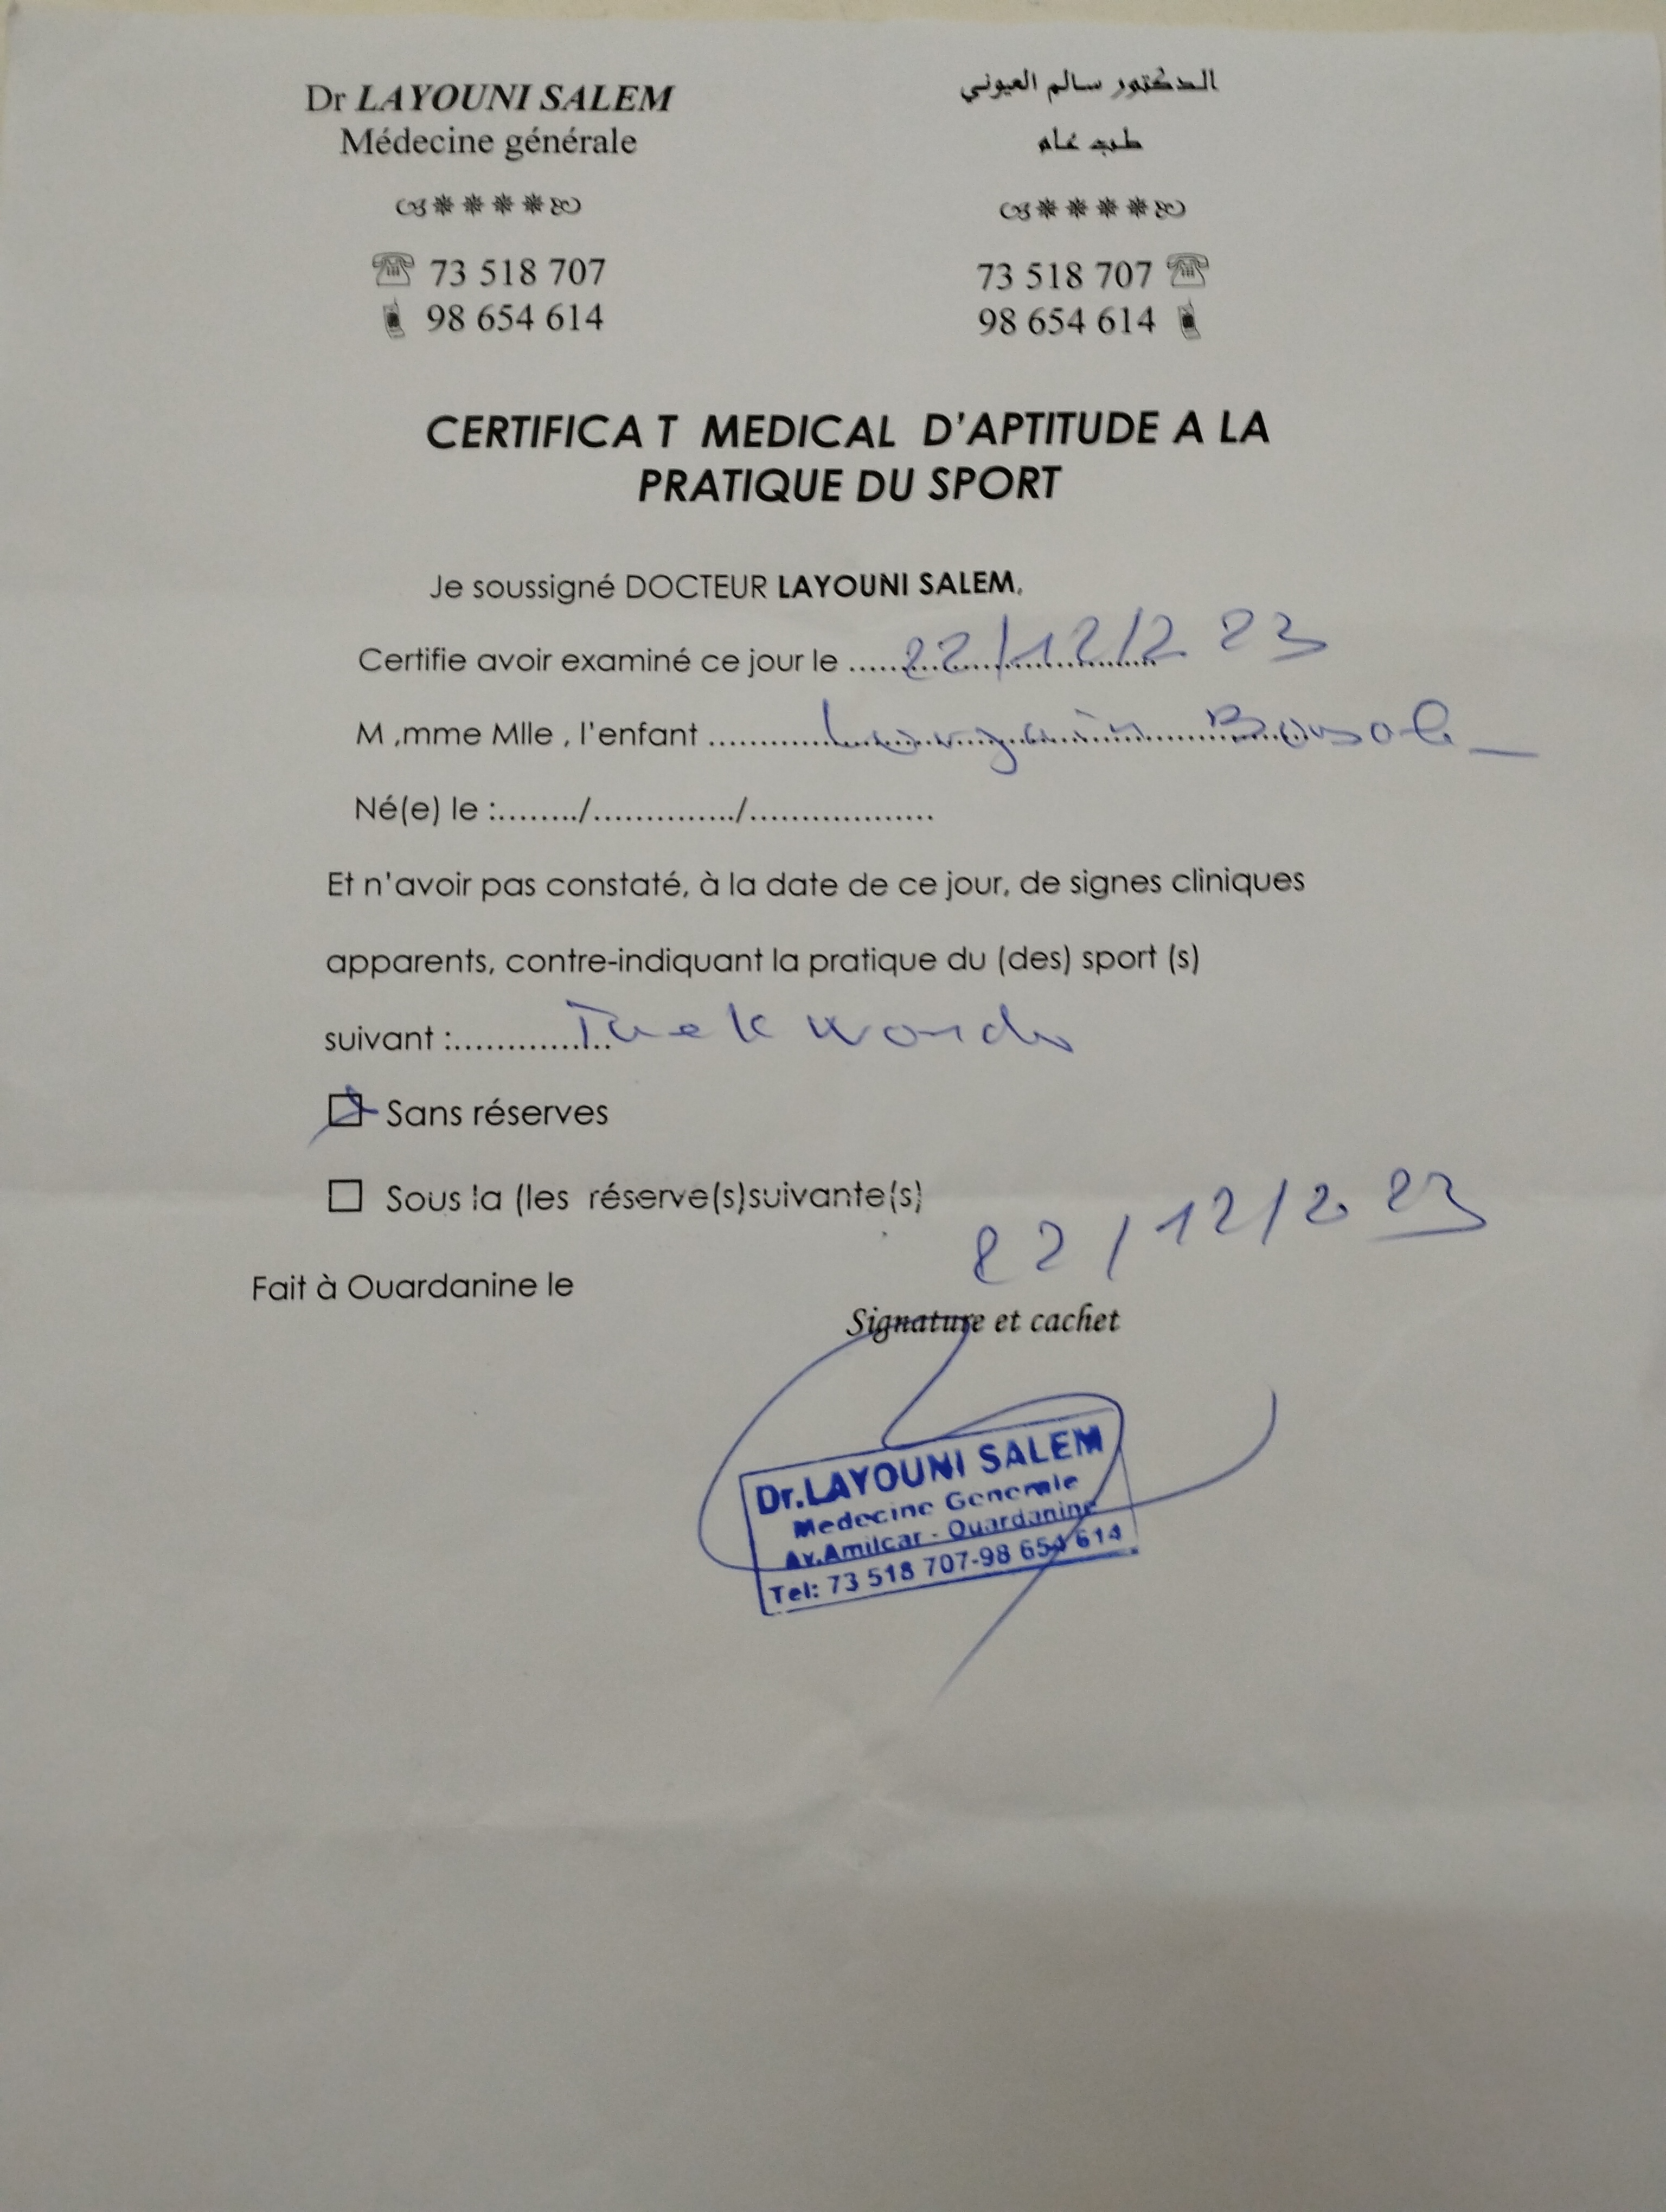 Dr LAYOUNI SALEM
Médecine générale
73 518 707
98 654 614
الدكتور سالم العيوني
طب عام
73 518 707
98 654 614
CERTIFICA T MEDICAL D'APTITUDE A LA
PRATIQUE DU SPORT
Je soussigné DOCTEUR LAYOUNI SALEM,
Certifie avoir examiné ce jour le 22/12/2023
M ,mme Mlle , l'enfant
Né(e) le :......../............../...................
Et n'avoir pas constaté, à la date de ce jour, de signes cliniques
apparents, contre-indiquant la pratique du (des) sport (s)
suivant :
Sans réserves
Sous la (les réserve(s)suivante(s)
22/12/2023
Fait à Ouardanine le
Signature et cachet
Dr.LAYOUNI SALEM
Medecine Generale
Av.Amilcar - Ouardanine
Tel: 73 518 707-98 654 614